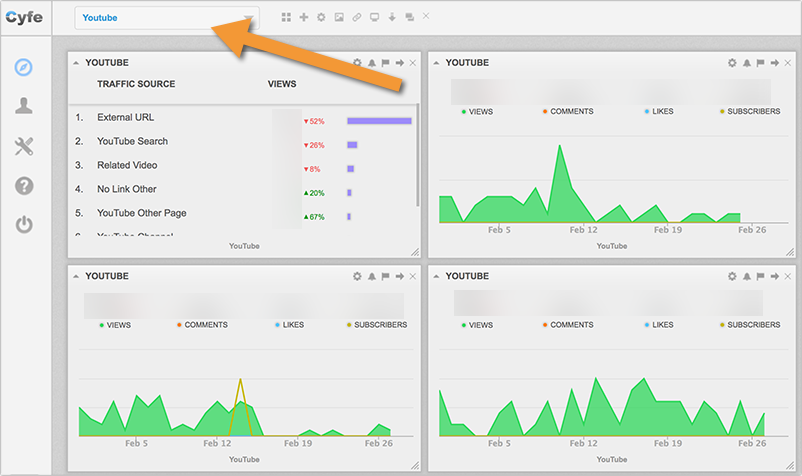 Cyfe
Youtube
YOUTUBE
TRAFFIC SOURCE VIEWS
1. External URL 52%
2. YouTube Search 26%
3. Related Video 8%
4. No Link Other 20%
5. YouTube Other Page 67%
6. YouTube Channel
YouTube
YOUTUBE
VIEWS COMMENTS LIKES SUBSCRIBERS
Feb 5 Feb 12 Feb 19 Feb 26
YouTube
YOUTUBE
VIEWS COMMENTS LIKES SUBSCRIBERS
Feb 5 Feb 12 Feb 19 Feb 26
YouTube
YOUTUBE
VIEWS COMMENTS LIKES SUBSCRIBERS
Feb 5 Feb 12 Feb 19 Feb 26
YouTube